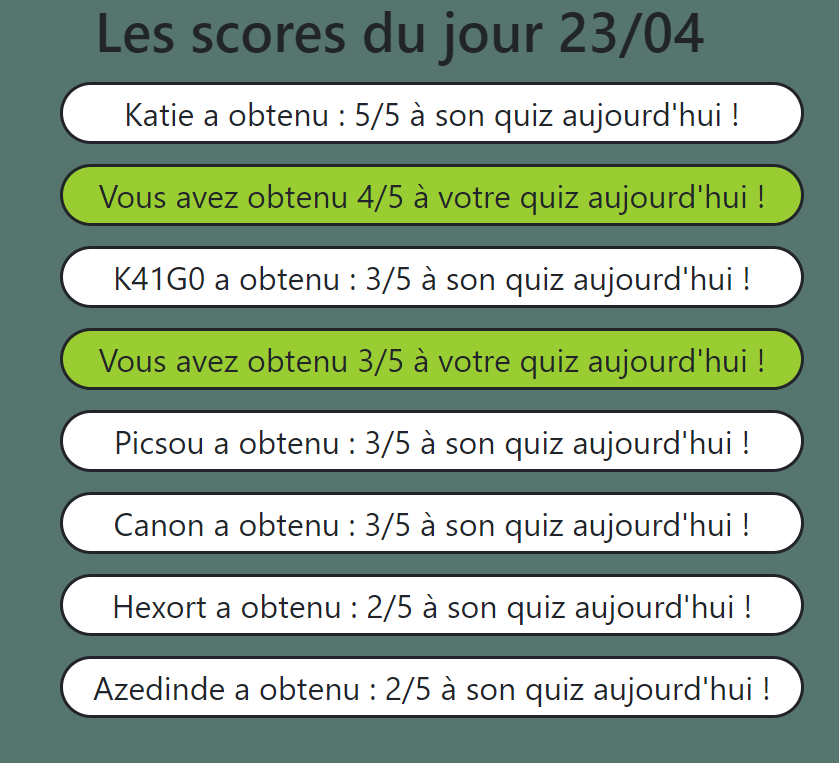 Les scores du jour 23/04
Katie a obtenu : 5/5 à son quiz aujourd'hui !
Vous avez obtenu 4/5 à votre quiz aujourd'hui !
K41G0 a obtenu : 3/5 à son quiz aujourd'hui !
Vous avez obtenu 3/5 à votre quiz aujourd'hui !
Picsou a obtenu : 3/5 à son quiz aujourd'hui !
Canon a obtenu : 3/5 à son quiz aujourd'hui !
Hexort a obtenu : 2/5 à son quiz aujourd'hui !
Azedinde a obtenu : 2/5 à son quiz aujourd'hui !